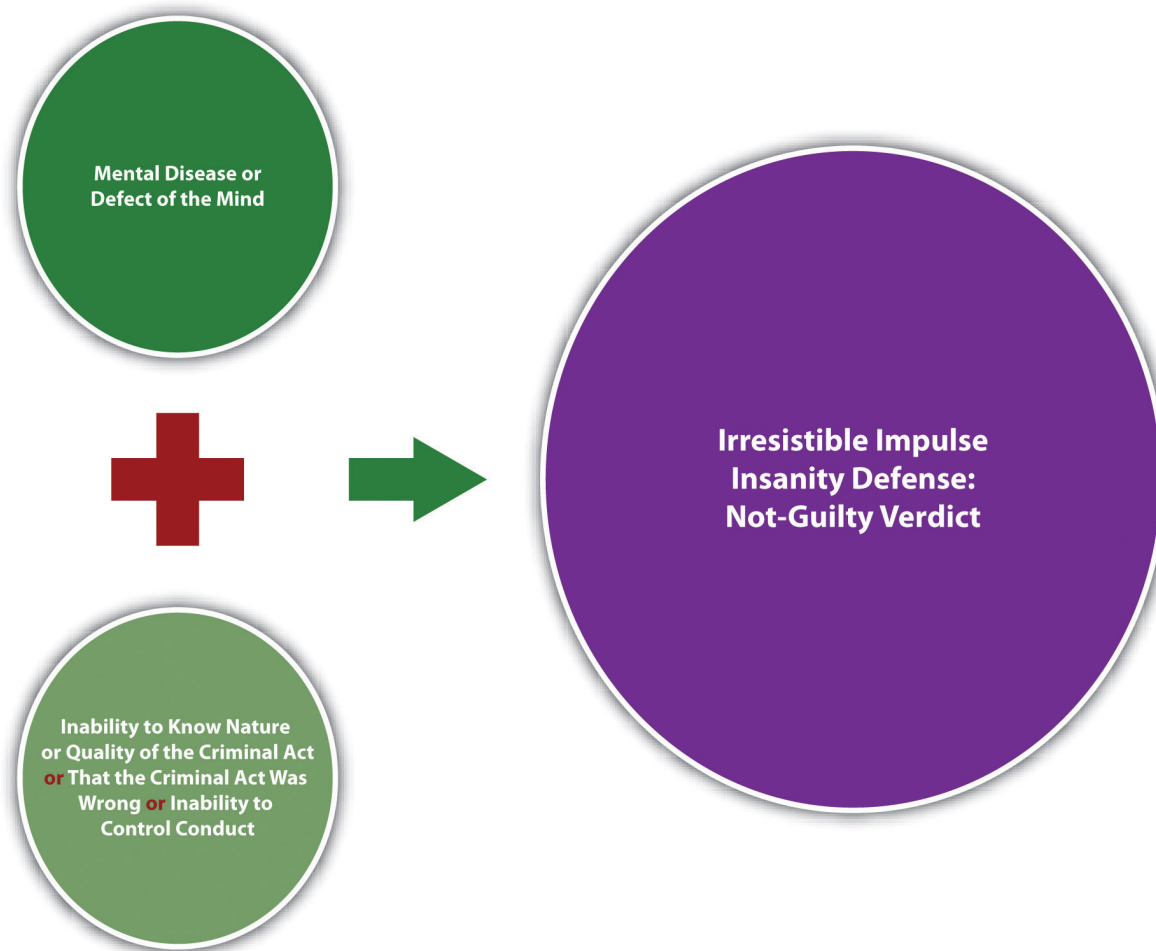 Mental Disease or
Defect of the Mind
Inability to Know Nature
or Quality of the Criminal Act
or That the Criminal Act Was
Wrong or Inability to
Control Conduct
Irresistible Impulse
Insanity Defense:
Not-Guilty Verdict